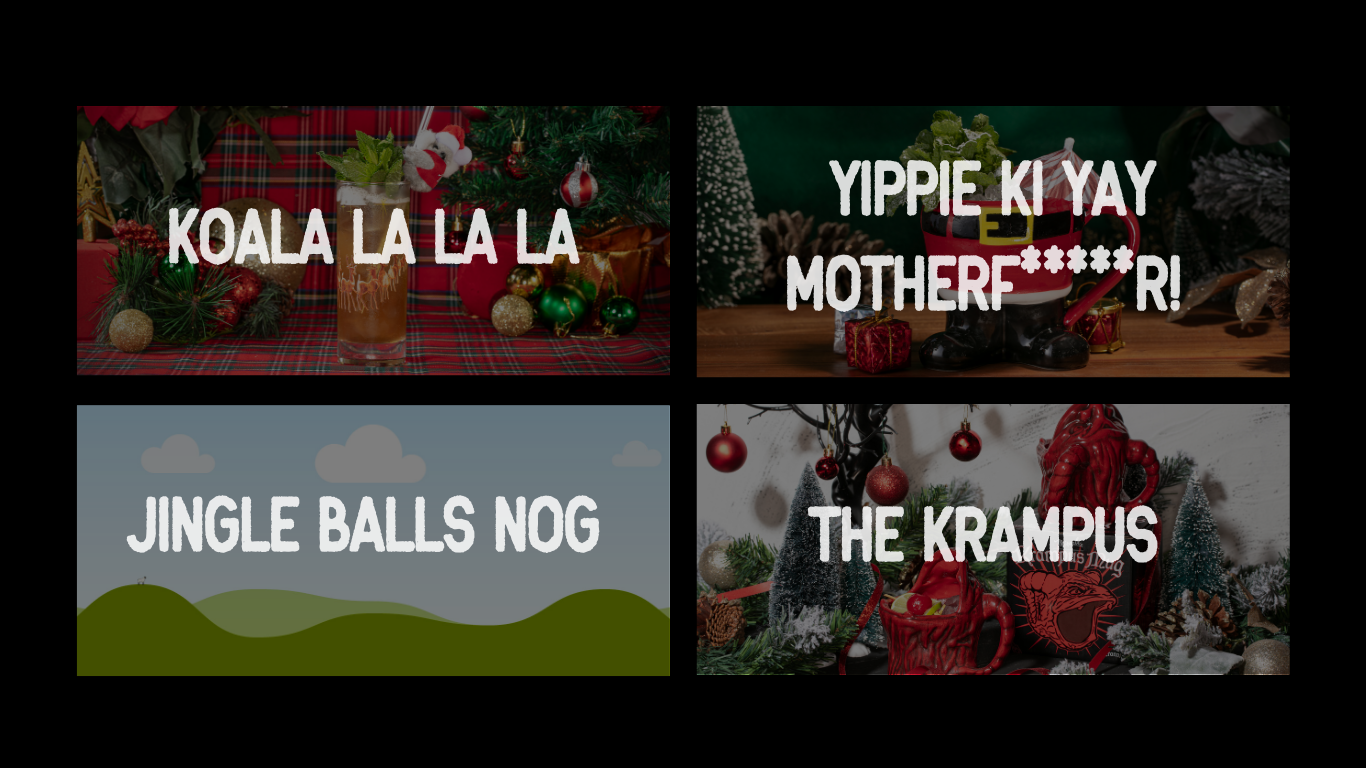 KOALA LA LA LA
YIPPIE KI YAY
MOTHERF*****R!
JINGLE BALLS NOG
THE KRAMPUS